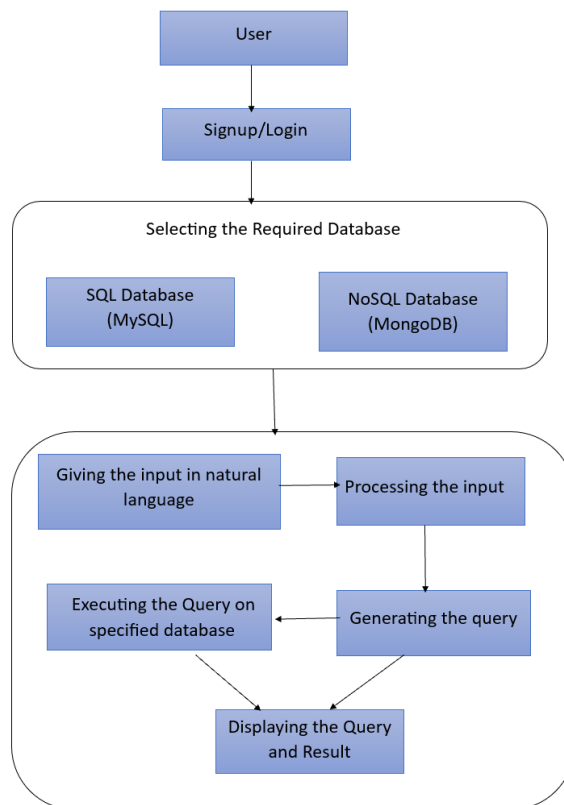 User
Signup/Login
Selecting the Required Database
SQL Database
(MySQL)
NoSQL Database
(MongoDB)
Giving the input in natural
language
Processing the input
Executing the Query on
specified database
Generating the query
Displaying the Query
and Result